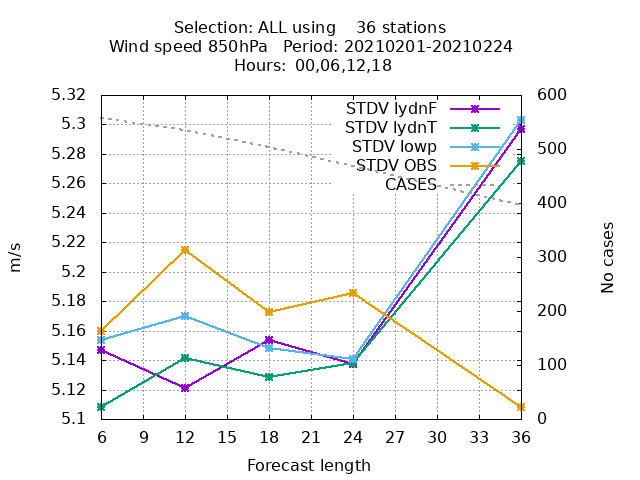 Selection: ALL using    36 stations
Wind speed 850hPa   Period: 20210201-20210224
Hours: 00,06,12,18
5.32
5.3
5.28
5.26
5.24
5.22
5.2
5.18
5.16
5.14
5.12
5.1
m/s
STDV lydnF
STDV lydnT
STDV lowp
STDV OBS
CASES
600
500
400
300
200
100
0
No cases
6 9 12 15 18 21 24 27 30 33 36
Forecast length